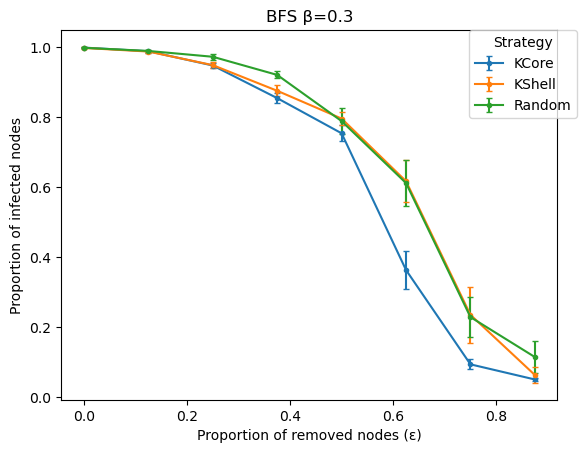 BFS β=0.3
Strategy
KCore
KShell
Random
Proportion of infected nodes
1.0
0.8
0.6
0.4
0.2
0.0
0.0 0.2 0.4 0.6 0.8
Proportion of removed nodes (ε)